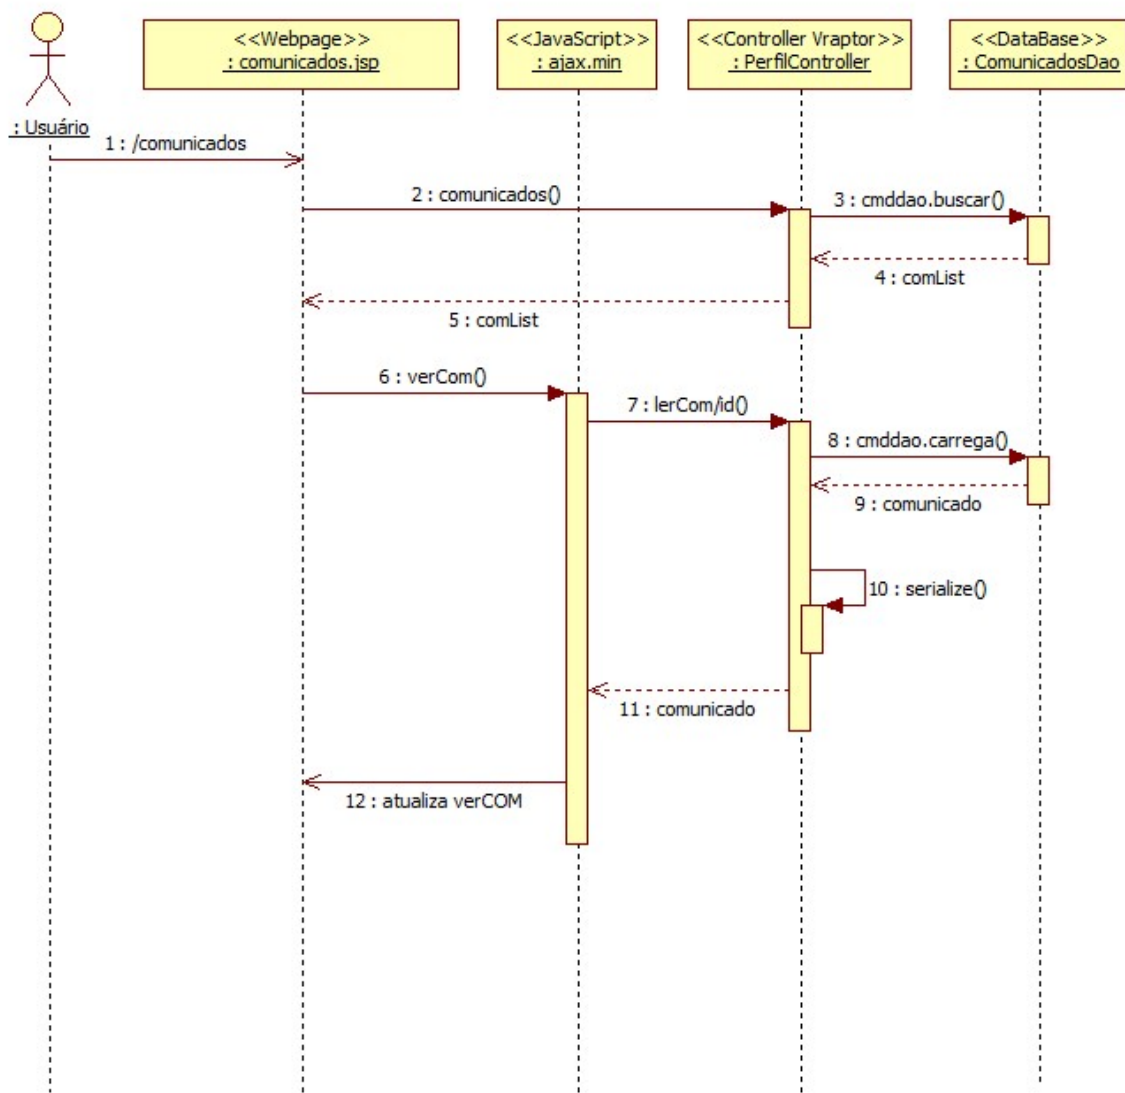 <<Webpage>>
: comunicados.jsp
<<JavaScript>>
: ajax.min
<<Controller Vraptor>>
: PerfilController
<<DataBase>>
: ComunicadosDao
: Usuário
1 : /comunicados
2 : comunicados()
3 : cmddao.buscar()
4 : comList
5 : comList
6 : verCom()
7 : lerCom/id()
8 : cmddao.carrega()
9 : comunicado
10 : serialize()
11 : comunicado
12 : atualiza verCOM